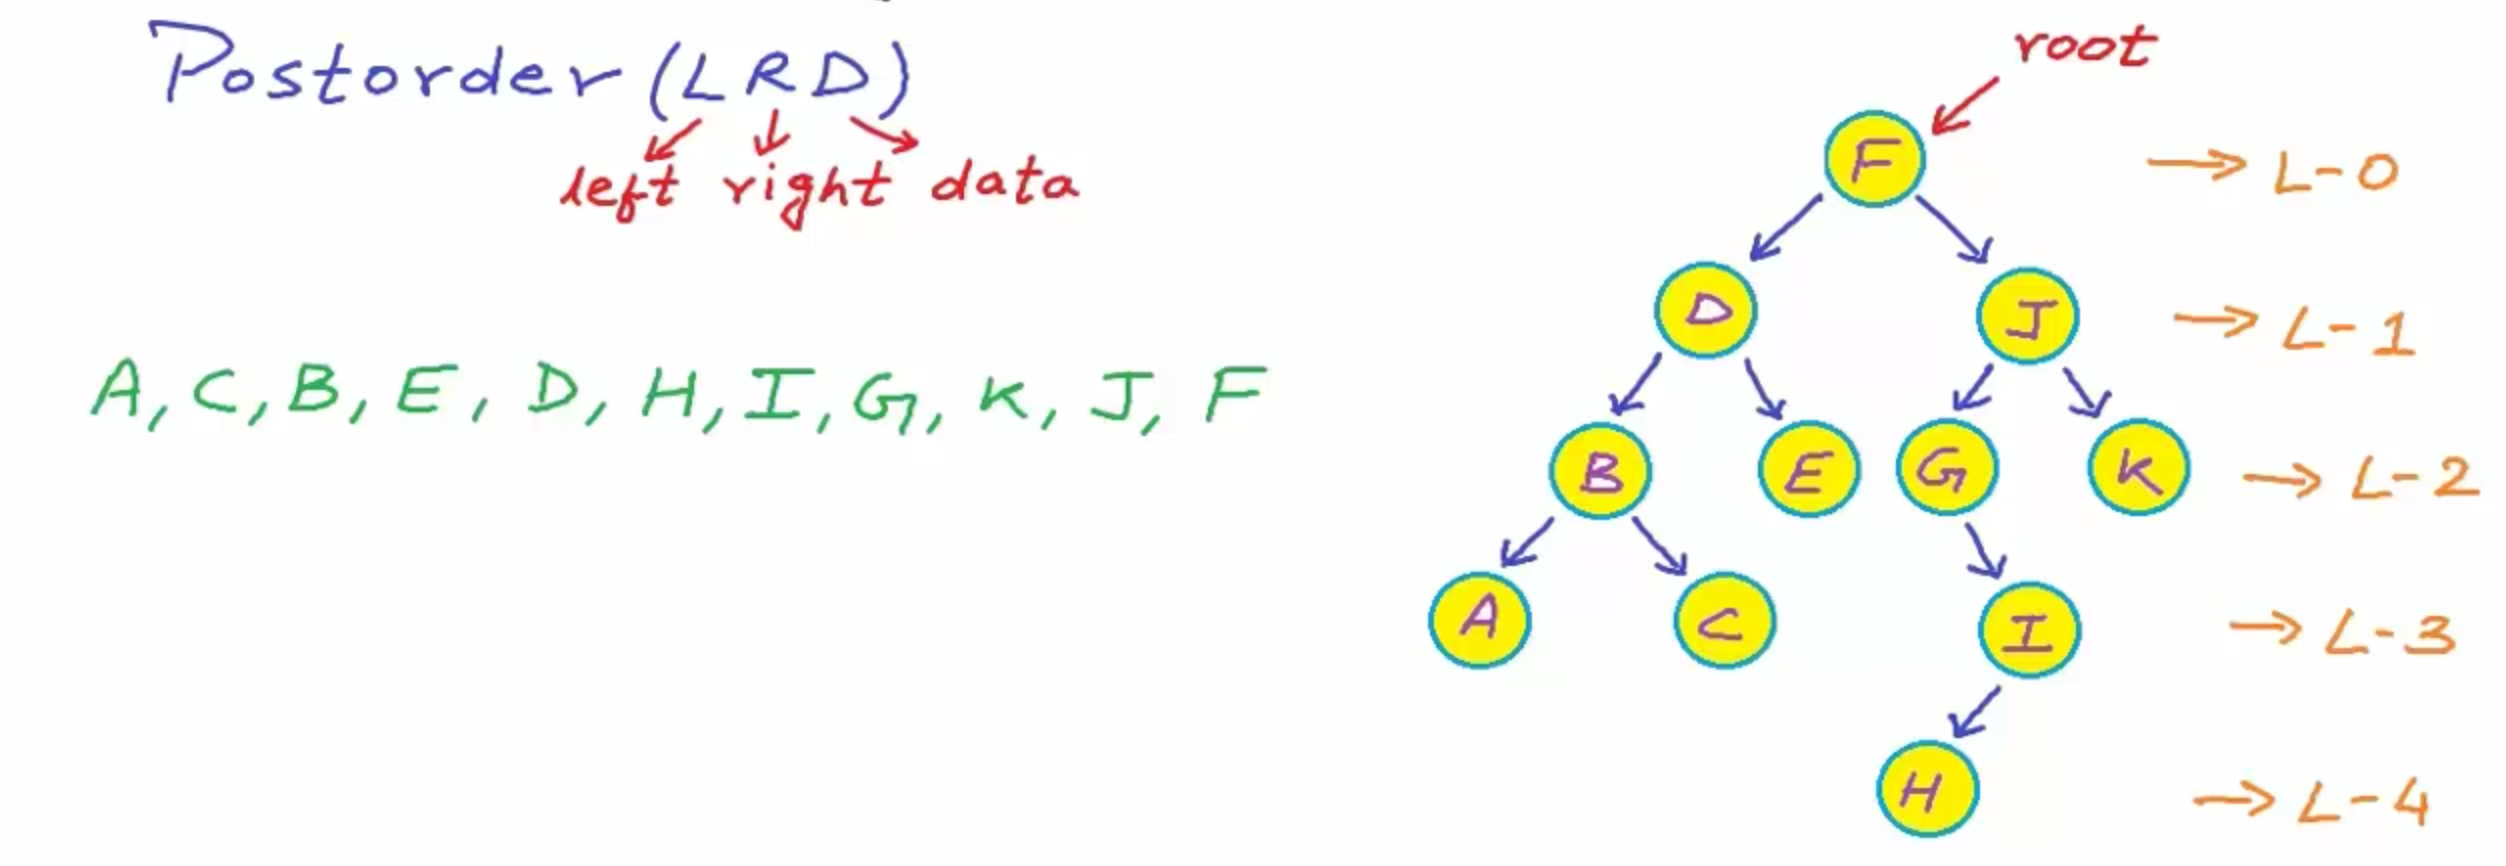 Postorder (LRD)
left right data
A, C, B, E, D, H, I, G, K, J, F
root
F → L-0
D J → L-1
B E G K → L-2
A C I → L-3
H → L-4